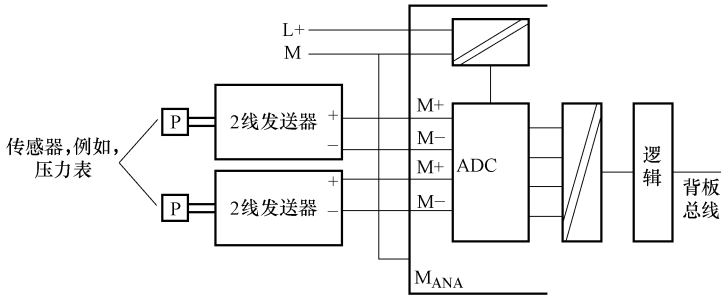 L+
M
2线发送器
+
−
M+
M−
P
传感器,例如,
压力表
ADC
逻
辑
背板
总线
2线发送器
+
−
M+
M−
P
MANA